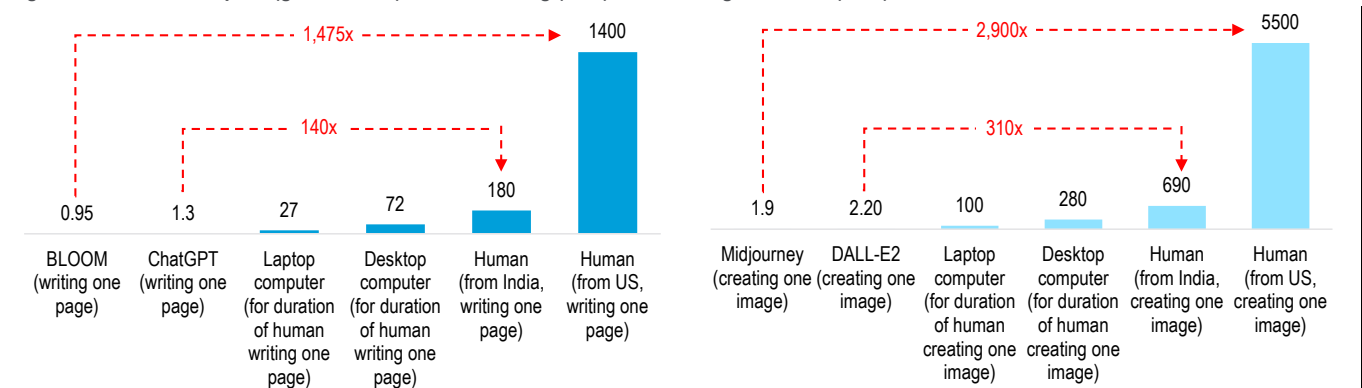 1,475x
1400
140x
180
72
27
1.3
0.95
BLOOM
(writing one
page)
ChatGPT
(writing one
page)
Laptop
computer
(for duration
of human
writing one
page)
Desktop
computer
(for duration
of human
writing one
page)
Human
(from India,
writing one
page)
Human
(from US,
writing one
page)
2,900x
5500
310x
690
280
100
2.20
1.9
Midjourney
(creating one
image)
DALL-E2
(creating one
image)
Laptop
computer
(for duration
of human
creating one
image)
Desktop
computer
(for duration
of human
creating one
image)
Human
(from India,
creating one
image)
Human
(from US,
creating one
image)